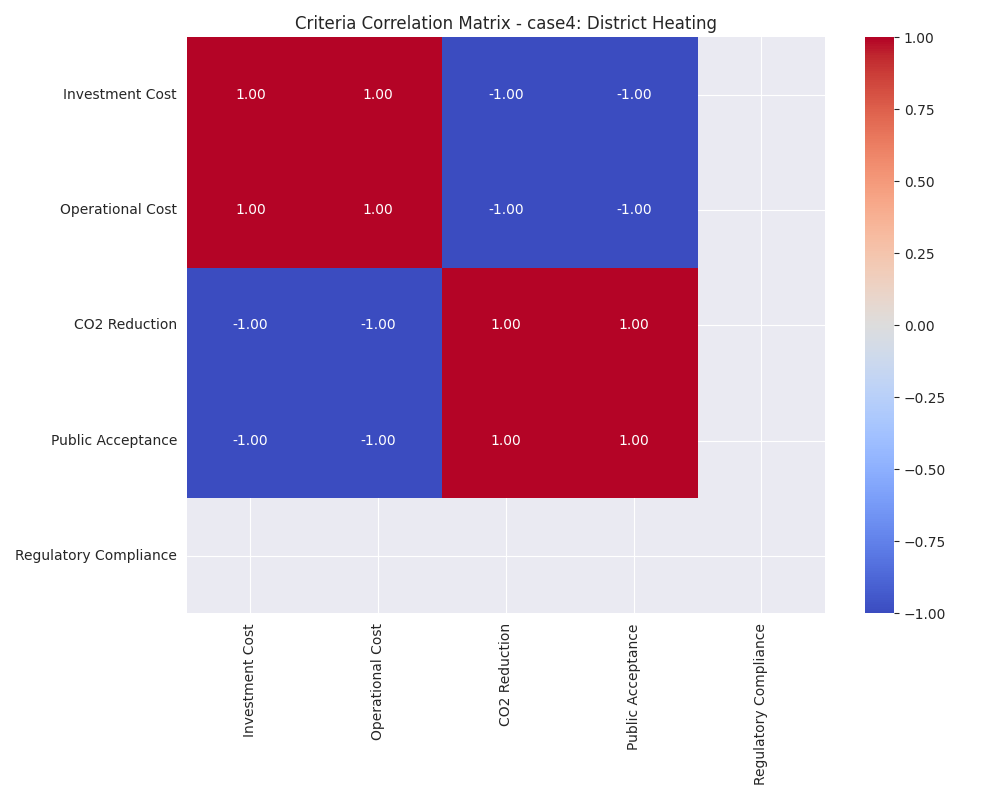 Criteria Correlation Matrix - case4: District Heating
Investment Cost
1.00 1.00 -1.00 -1.00
Operational Cost
1.00 1.00 -1.00 -1.00
CO2 Reduction
-1.00 -1.00 1.00 1.00
Public Acceptance
-1.00 -1.00 1.00 1.00
Regulatory Compliance
Investment Cost
Operational Cost
CO2 Reduction
Public Acceptance
Regulatory Compliance
1.00
0.75
0.50
0.25
0.00
−0.25
−0.50
−0.75
−1.00